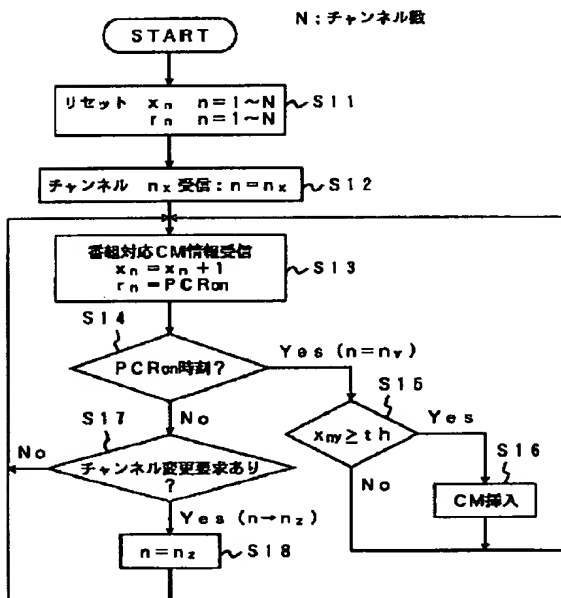 N：チャンネル数
START
リセット xn n＝1～N
rn n＝1～N
S11
チャンネル nx 受信：n＝nx
S12
番組対応CM情報受信
xn＝xn＋1
rn＝PCRon
S13
S14
PCRon時刻？
Yes（n＝nY）
No
S15
xny≥th
Yes
No
S16
CM挿入
S17
チャンネル変更要求あり
？
No
Yes（n→nz）
n＝nz
S18